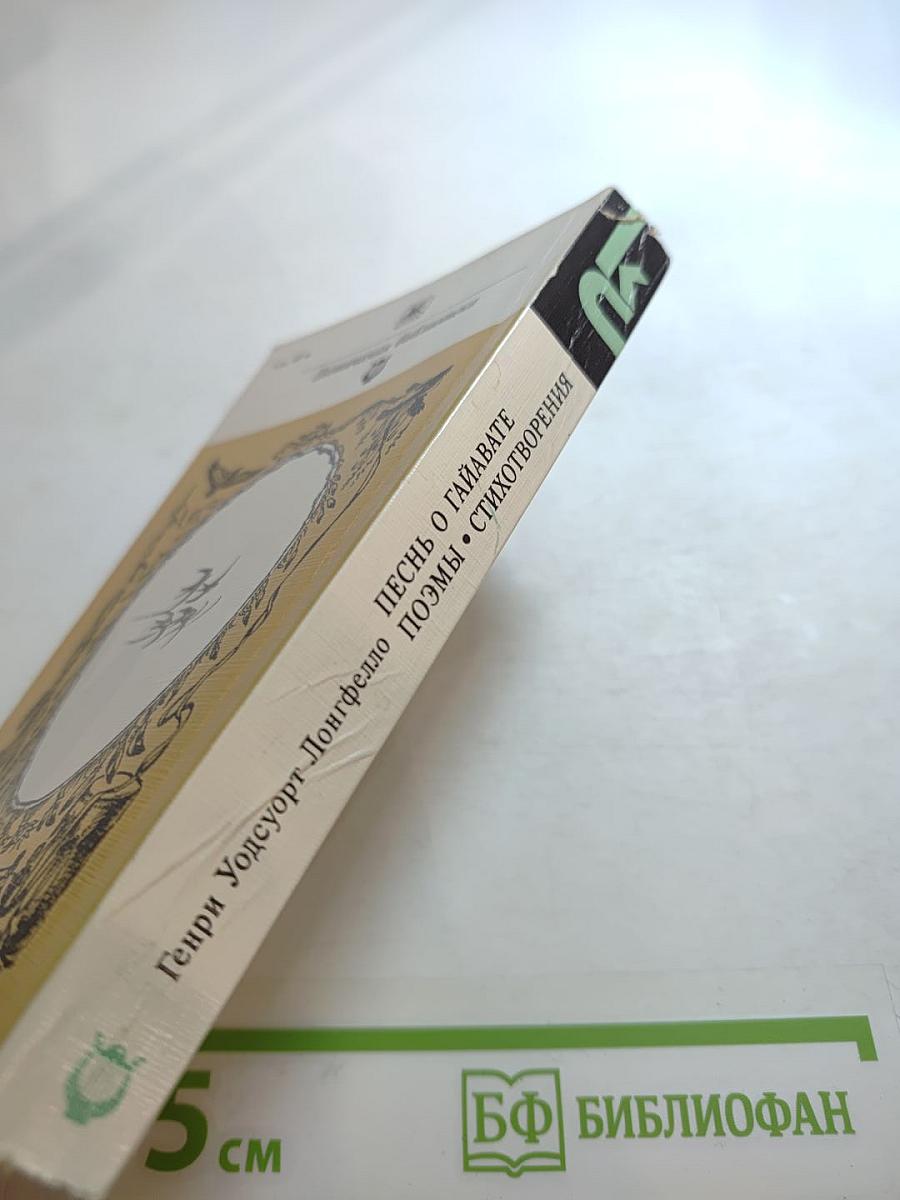 Генри Уодсуорт Лонгфелло
ПЕСНЬ О ГАЙАВАТЕ
ПОЭМЫ • СТИХОТВОРЕНИЯ
5 см
БФ БИБЛИОФАН